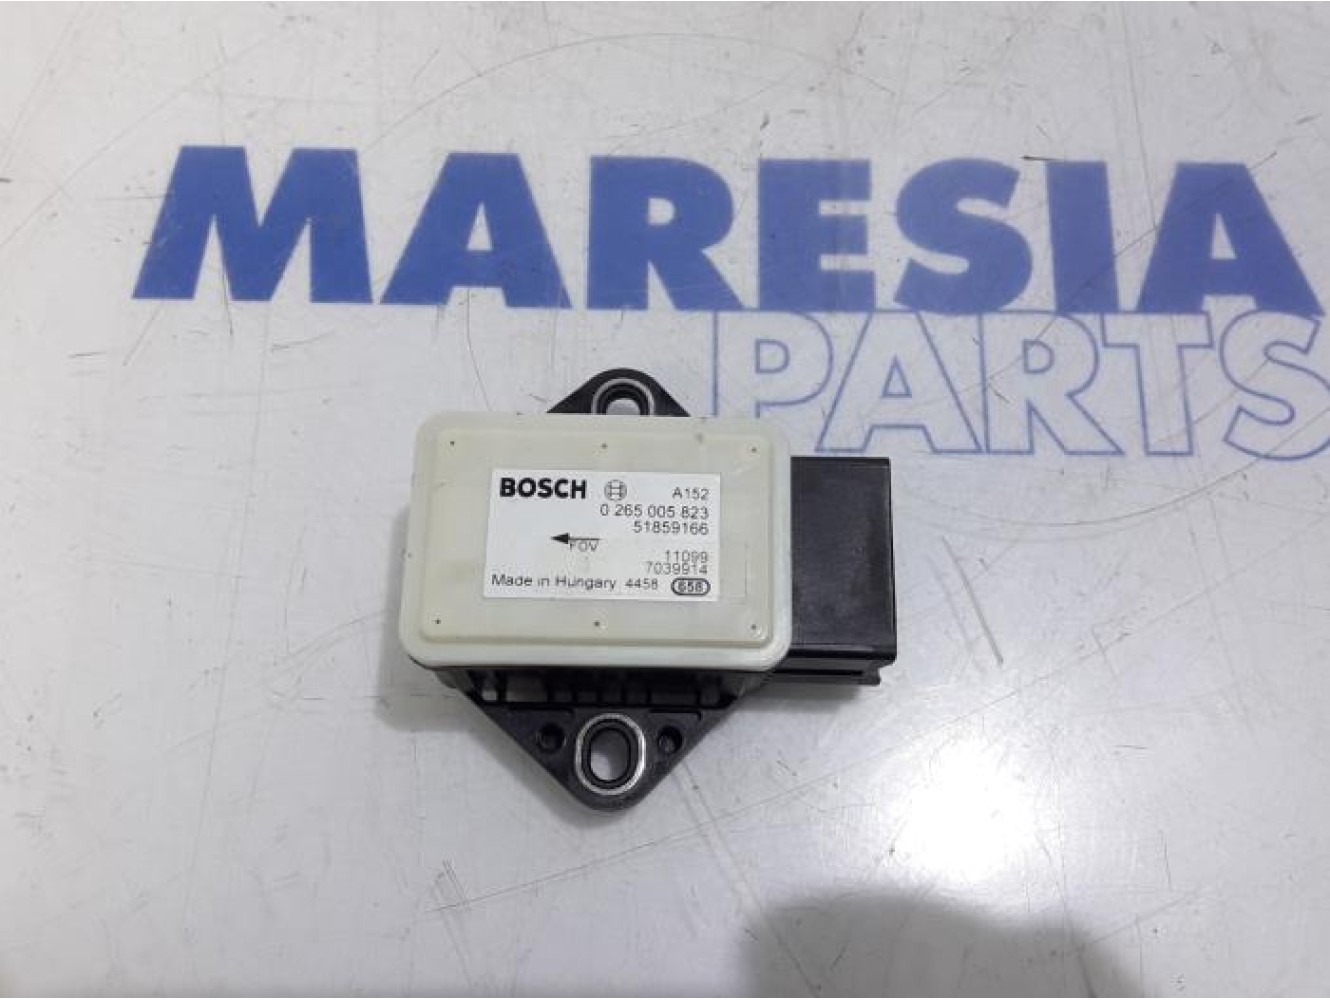 MARESIA
PARTS
BOSCH A152
0 265 005 823
51859166
FOV
11099
7039914
Made in Hungary 4458 658